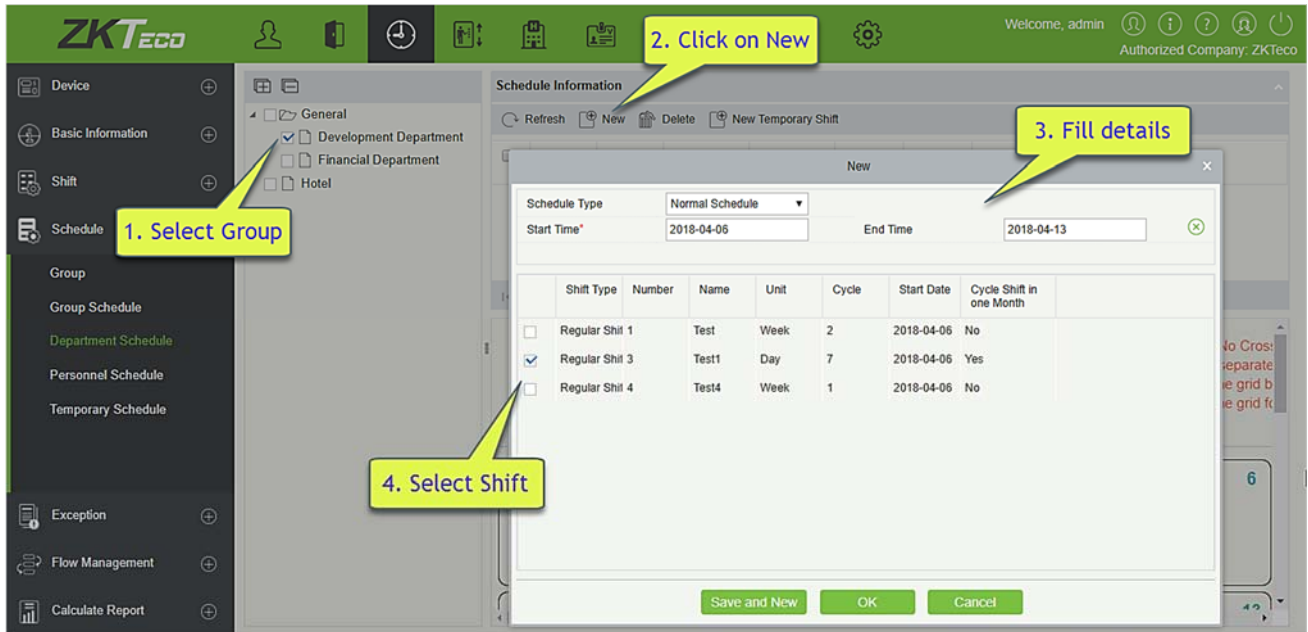 ZKTECO
Welcome, admin
Authorized Company: ZKTeco
2. Click on New
Device
Basic Information
Shift
Schedule
Group
Group Schedule
Department Schedule
Personnel Schedule
Temporary Schedule
Exception
Flow Management
Calculate Report
General
Development Department
Financial Department
Hotel
1. Select Group
Schedule Information
Refresh New Delete New Temporary Shift
3. Fill details
New
Schedule Type Normal Schedule
Start Time* 2018-04-06 End Time 2018-04-13
Shift Type Number Name Unit Cycle Start Date Cycle Shift in
one Month
Regular Shif 1 Test Week 2 2018-04-06 No
Regular Shif 3 Test1 Day 7 2018-04-06 Yes
Regular Shif 4 Test4 Week 1 2018-04-06 No
4. Select Shift
Save and New OK Cancel
No Cross
separate
grid b
grid fo
6